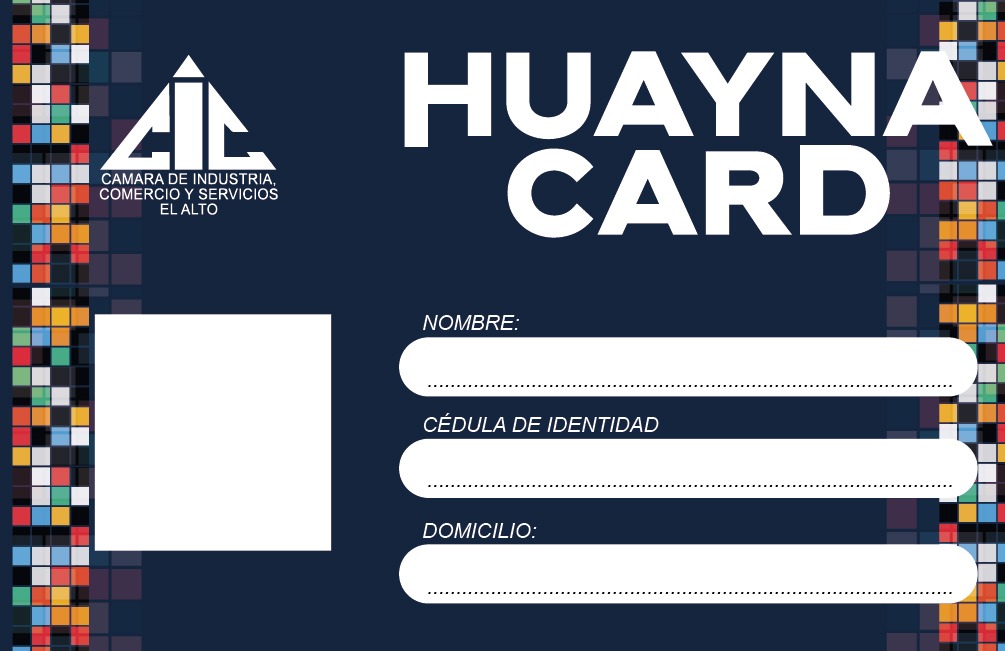 CIC
CAMARA DE INDUSTRIA,
COMERCIO Y SERVICIOS
EL ALTO
HUAYNA
CARD
NOMBRE:
CÉDULA DE IDENTIDAD
DOMICILIO: